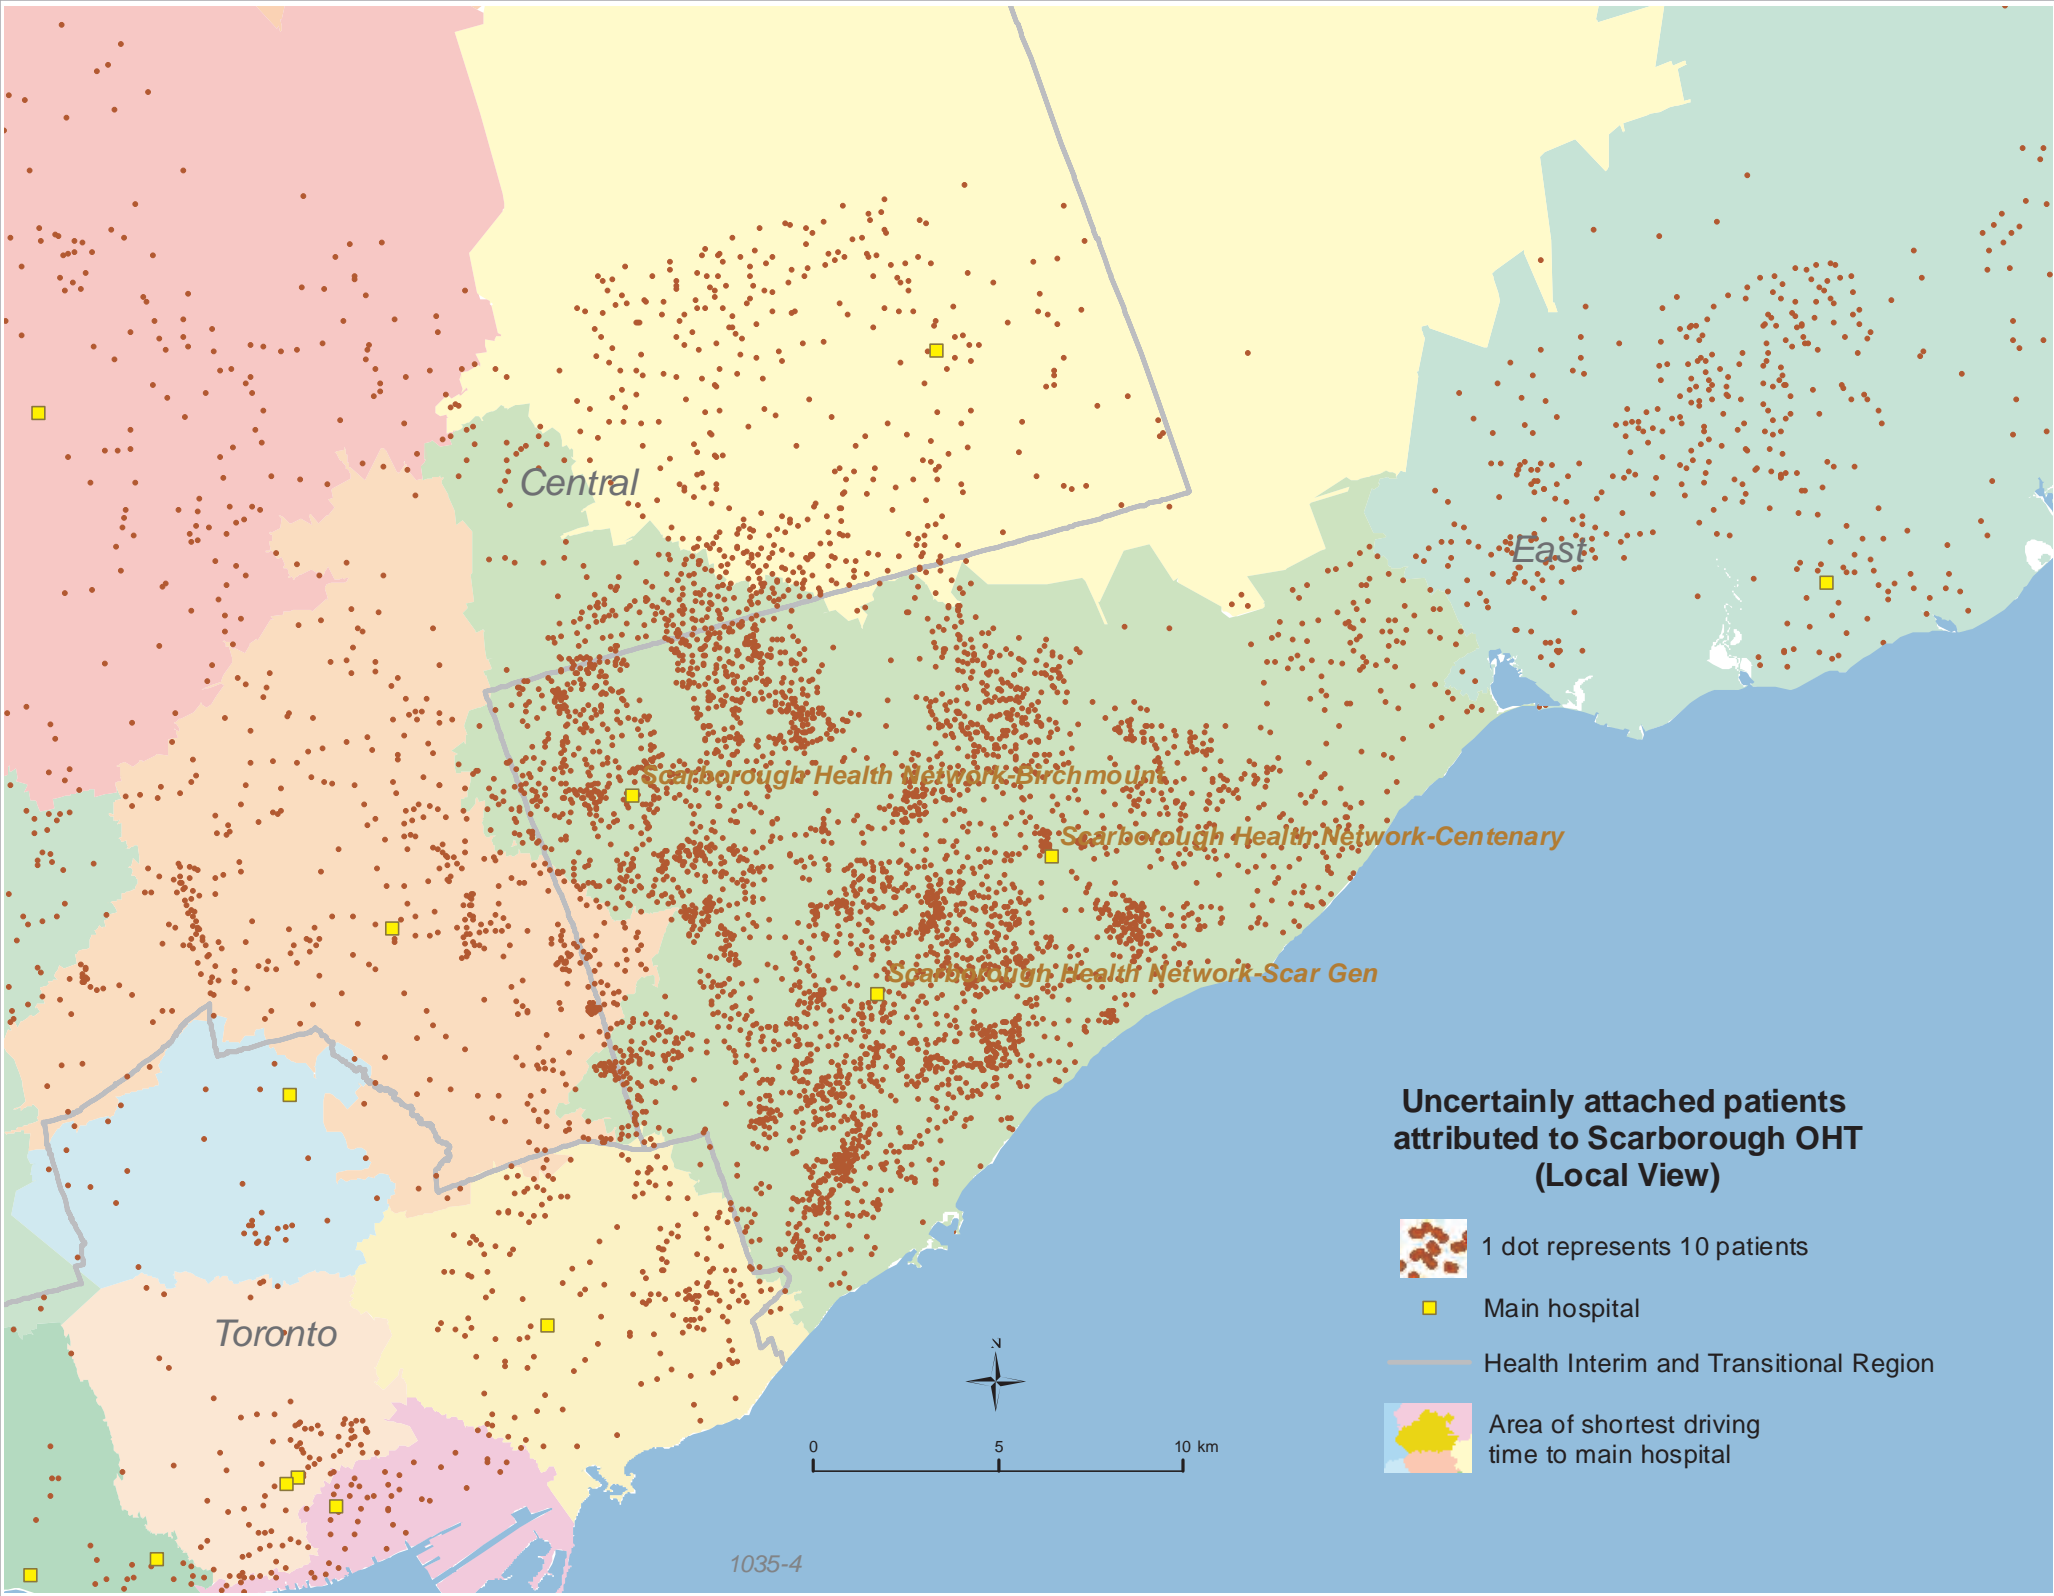 Central
East
Scarborough Health Network-Birchmount
Scarborough Health Network-Centenary
Scarborough Health Network-Scar Gen
Toronto
Uncertainly attached patients
attributed to Scarborough OHT
(Local View)
1 dot represents 10 patients
Main hospital
N
Health Interim and Transitional Region
Area of shortest driving
time to main hospital
0 5 10 km
1035-4